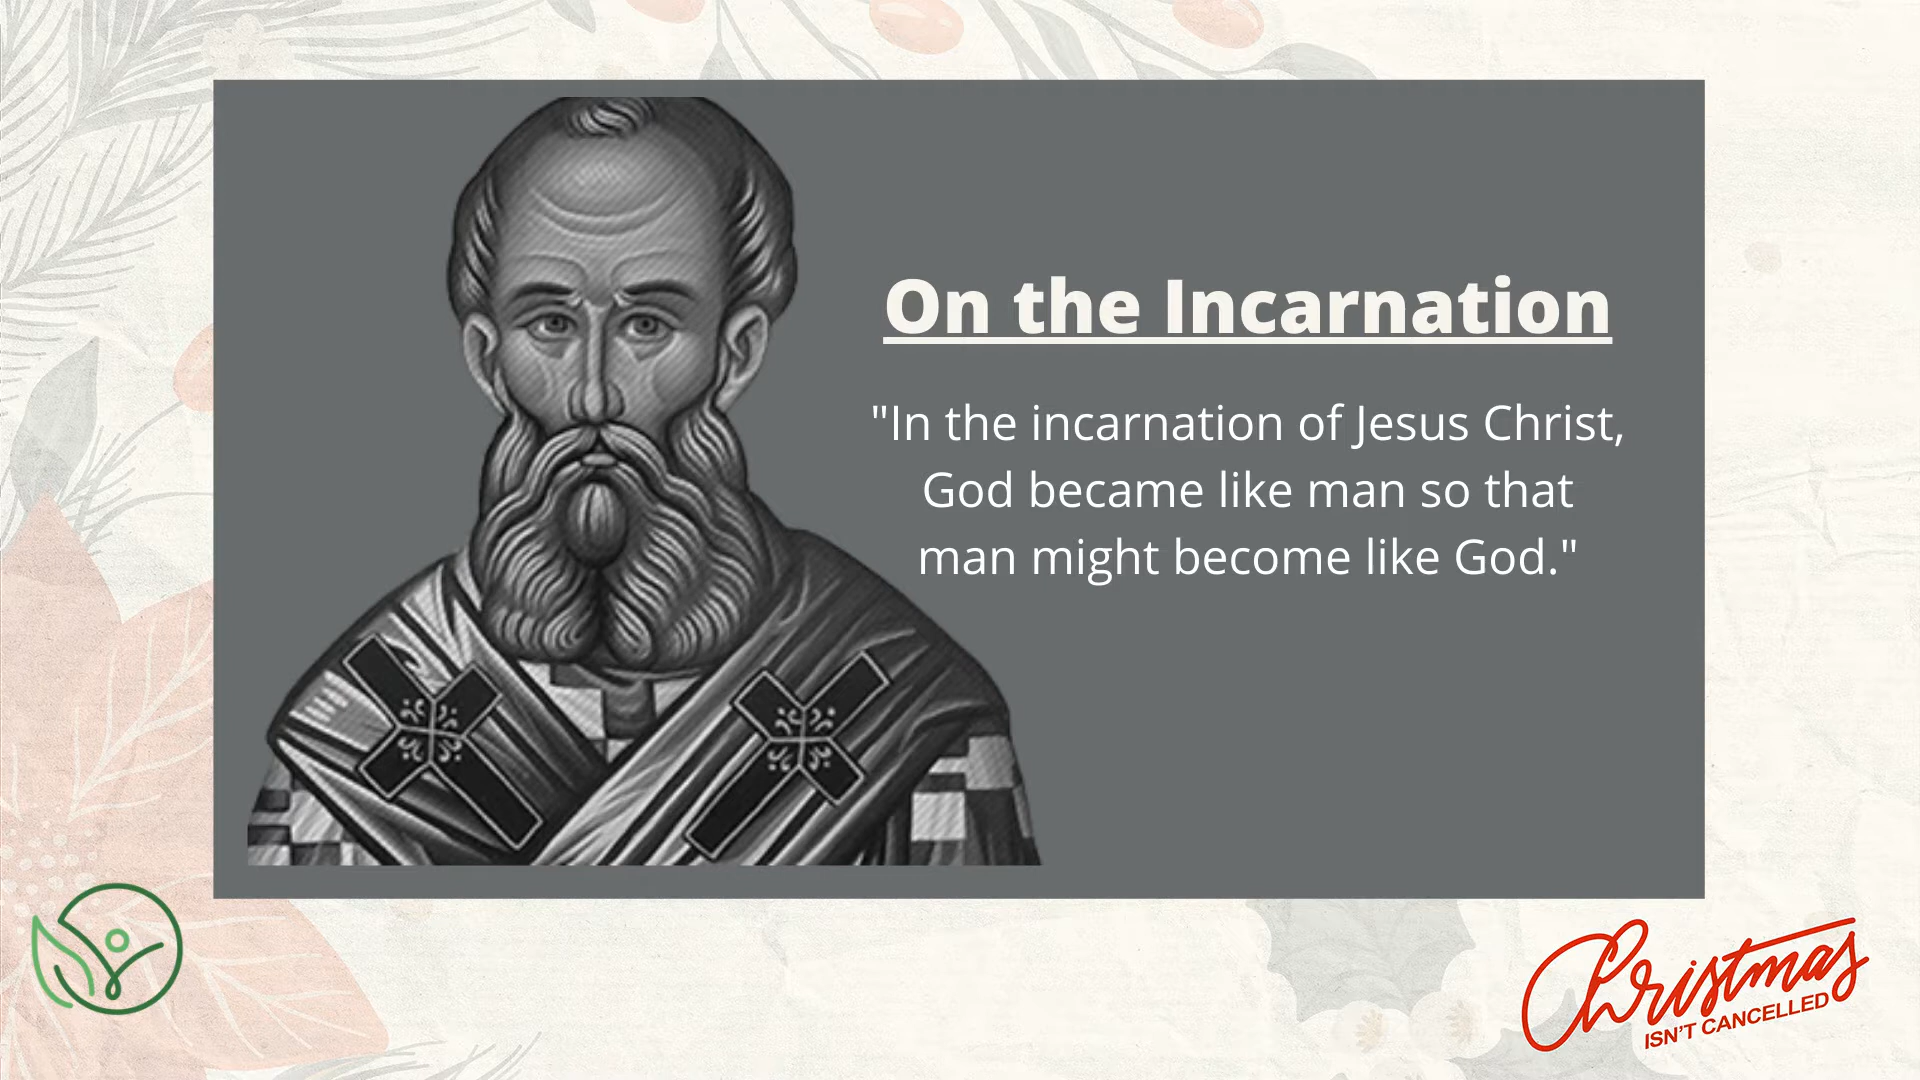 On the Incarnation
"In the incarnation of Jesus Christ,
God became like man so that
man might become like God."
Christmas
ISN'T CANCELLED